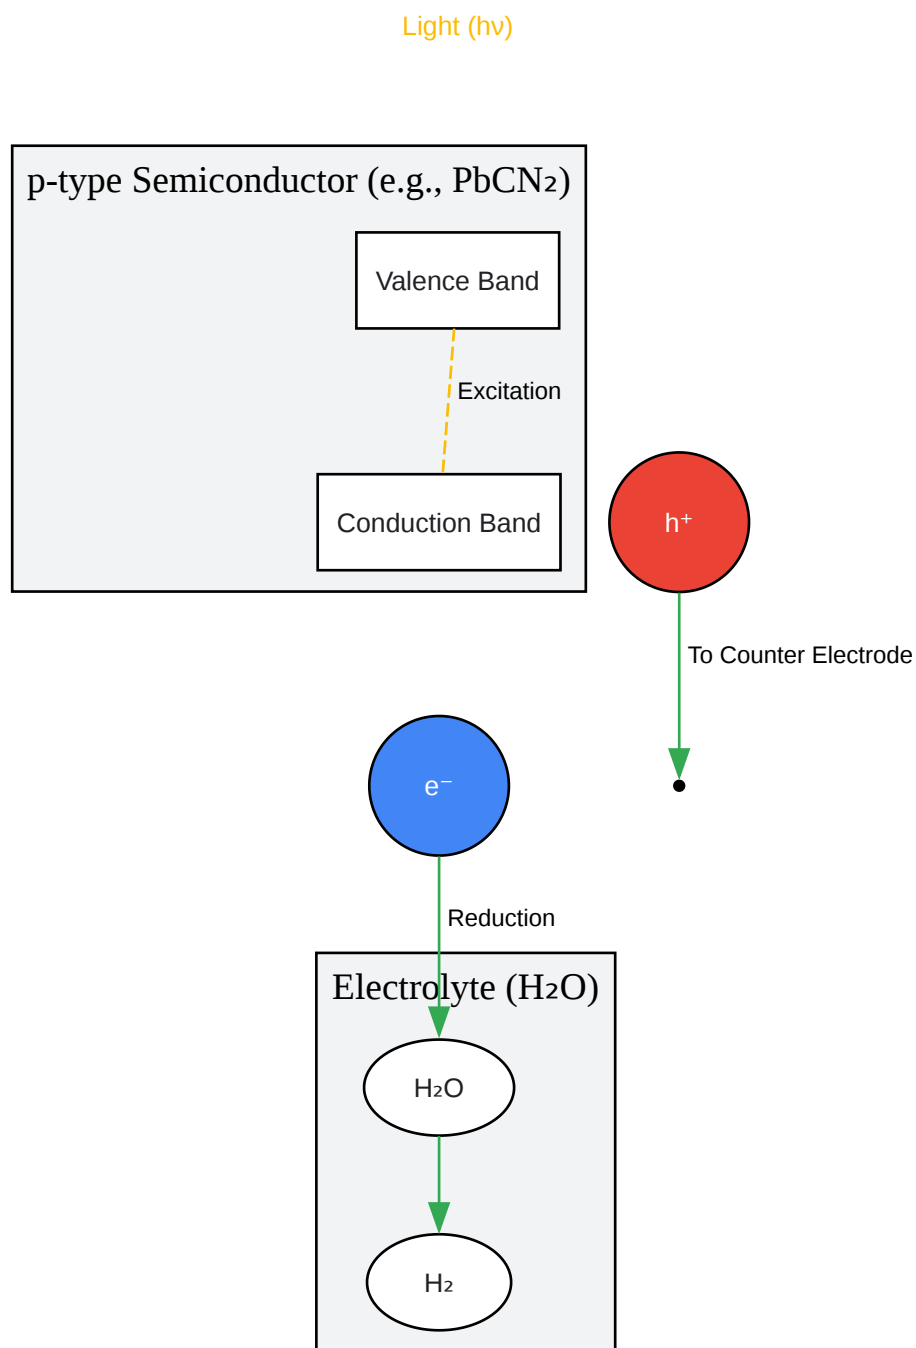 Light (hν)
p-type Semiconductor (e.g., PbCN₂)
Valence Band
Excitation
Conduction Band
h⁺
To Counter Electrode
e⁻
Reduction
Electrolyte (H₂O)
H₂O
H₂